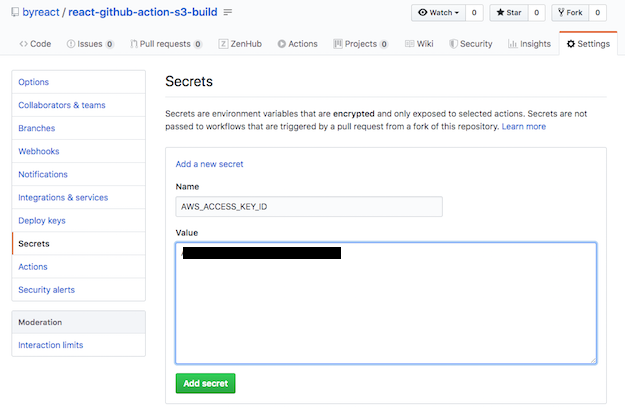 byreact / react-github-action-s3-build
Watch 0 Star 0 Fork 0
Code Issues 0 Pull requests 0 ZenHub Actions Projects 0 Wiki Security Insights Settings
Options
Collaborators & teams
Branches
Webhooks
Notifications
Integrations & services
Deploy keys
Secrets
Actions
Security alerts
Moderation
Interaction limits
Secrets
Secrets are environment variables that are encrypted and only exposed to selected actions. Secrets are not
passed to workflows that are triggered by a pull request from a fork of this repository. Learn more
Add a new secret
Name
AWS_ACCESS_KEY_ID
Value
Add secret